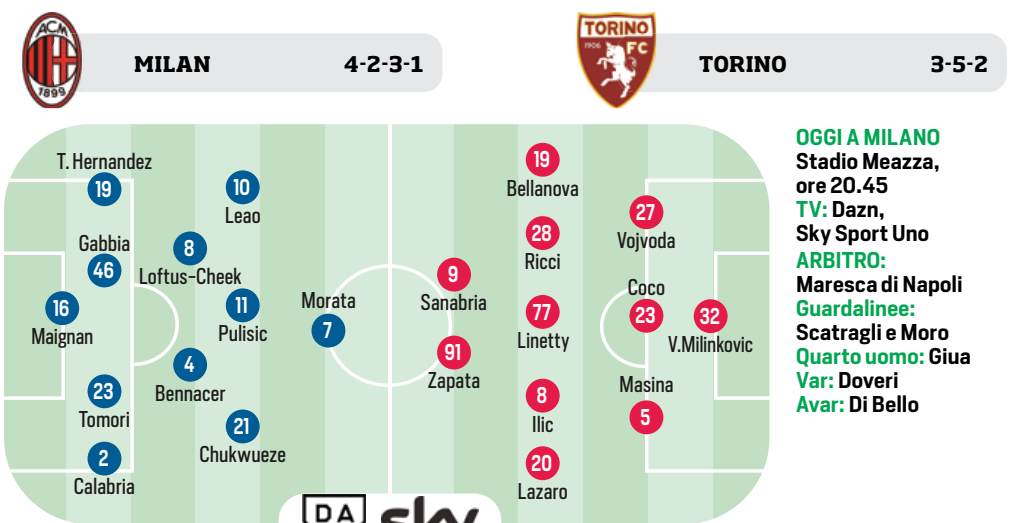 ACM
1899
MILAN 4-2-3-1
TORINO
1906 FC
TORINO 3-5-2
T. Hernandez
19
Gabbia
46
16
Maignan
23
Tomori
2
Calabria
8
Loftus-Cheek
4
Bennacer
10
Leao
11
Pulisic
21
Chukwueze
Morata
7
9
Sanabria
91
Zapata
19
Bellanova
28
Ricci
77
Linetty
8
Ilic
20
Lazaro
27
Vojvoda
Coco
23
Masina
5
32
V.Milinkovic
OGGI A MILANO
Stadio Meazza,
ore 20.45
TV: Dazn,
Sky Sport Uno
ARBITRO:
Maresca di Napoli
Guardalinee:
Scatragli e Moro
Quarto uomo: Giua
Var: Doveri
Avar: Di Bello
DA
sky